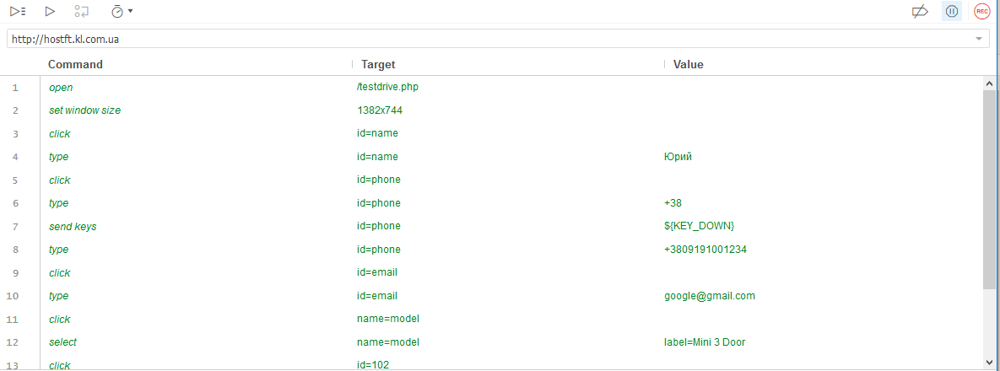 REC
http://hostft.kl.com.ua
Command Target Value
1 open /testdrive.php
2 set window size 1382x744
3 click id=name
4 type id=name Юрий
5 click id=phone
6 type id=phone +38
7 send keys id=phone ${KEY_DOWN}
8 type id=phone +3809191001234
9 click id=email
10 type id=email google@gmail.com
11 click name=model
12 select name=model label=Mini 3 Door
13 click id=102